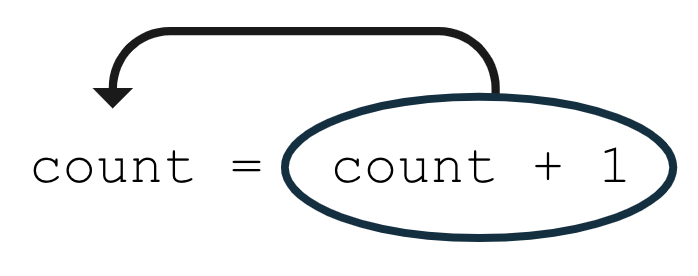 count = count + 1